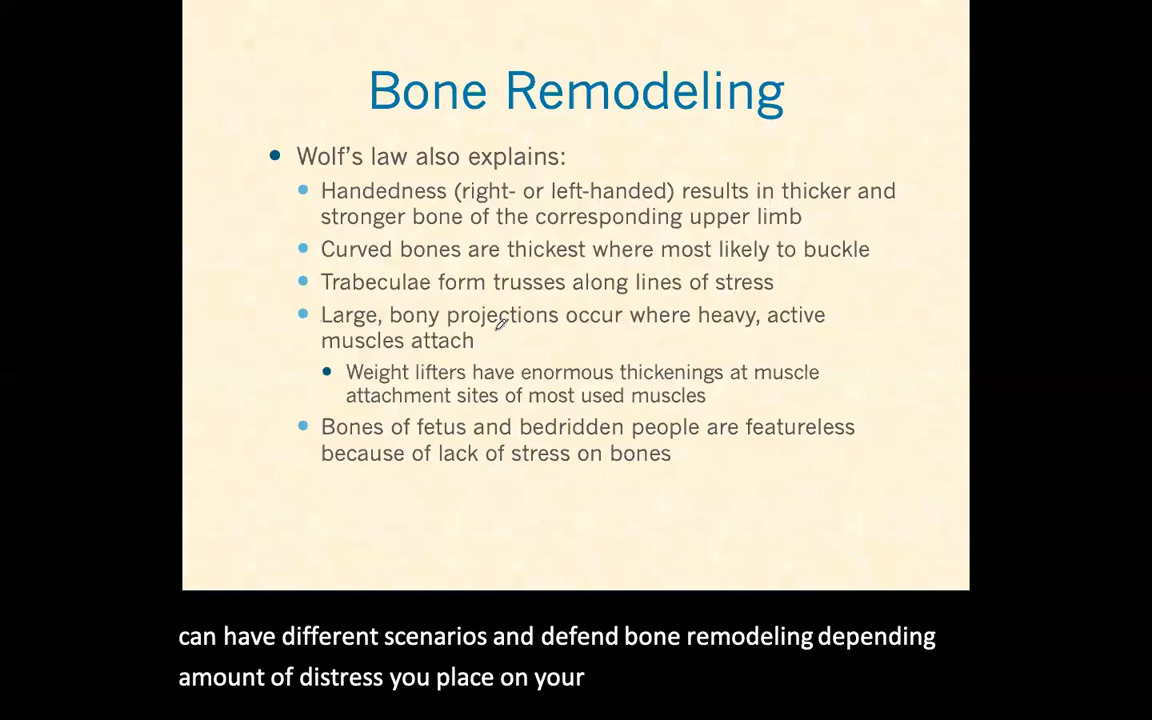 Bone Remodeling
• Wolf's law also explains:
• Handedness (right- or left-handed) results in thicker and
stronger bone of the corresponding upper limb
• Curved bones are thickest where most likely to buckle
• Trabeculae form trusses along lines of stress
• Large, bony projections occur where heavy, active
muscles attach
• Weight lifters have enormous thickenings at muscle
attachment sites of most used muscles
• Bones of fetus and bedridden people are featureless
because of lack of stress on bones
can have different scenarios and defend bone remodeling depending
amount of distress you place on your